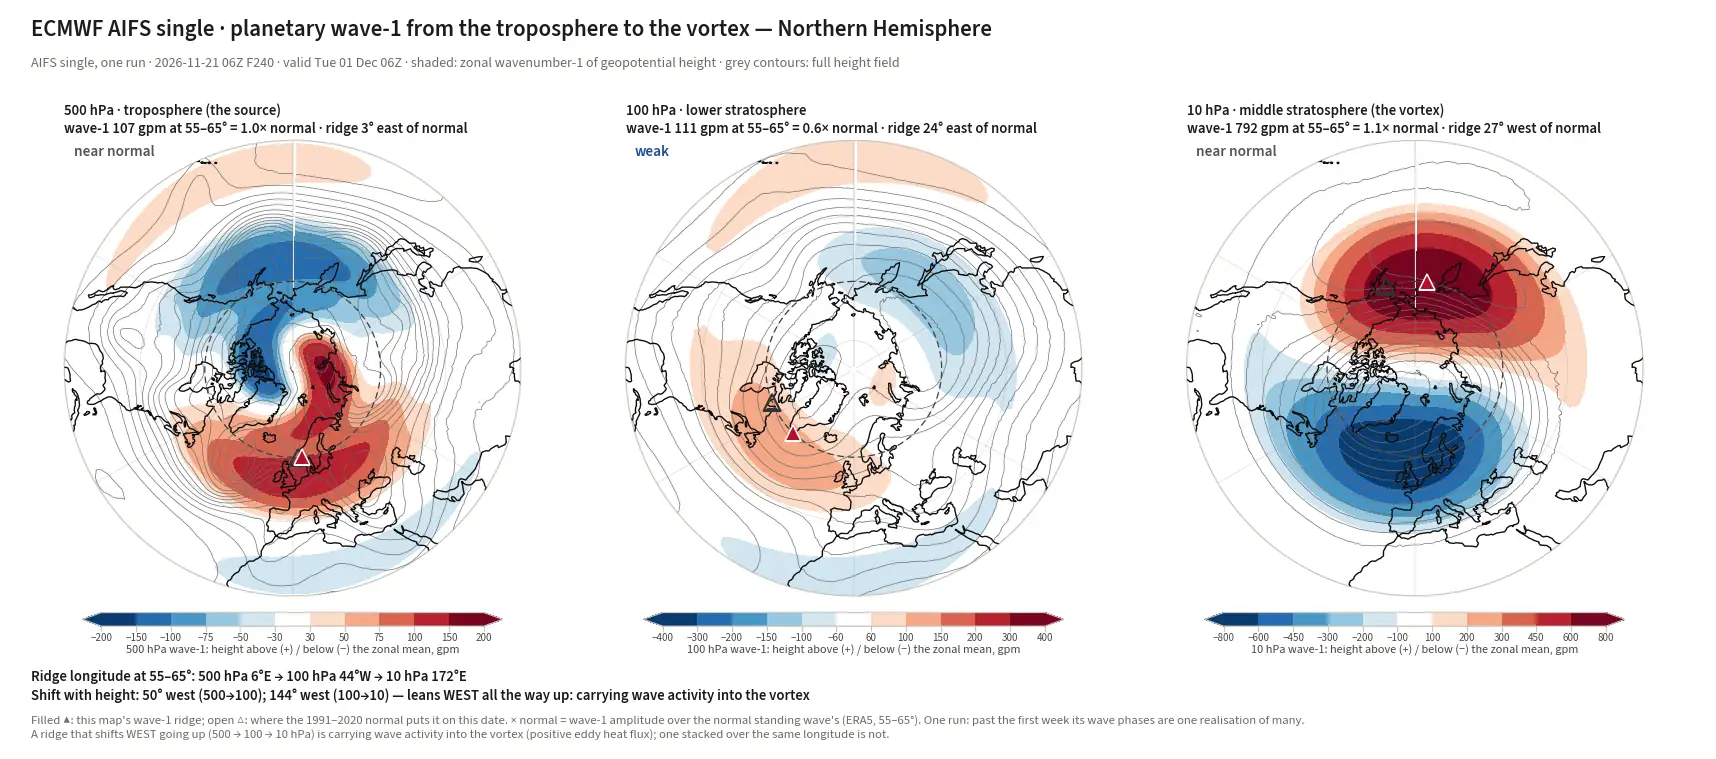 ECMWF AIFS single · planetary wave-1 from the troposphere to the vortex — Northern Hemisphere
AIFS single, one run · 2026-11-21 06Z F240 · valid Tue 01 Dec 06Z · shaded: zonal wavenumber-1 of geopotential height · grey contours: full height field
500 hPa · troposphere (the source)
wave-1 107 gpm at 55–65° = 1.0× normal · ridge 3° east of normal
near normal
100 hPa · lower stratosphere
wave-1 111 gpm at 55–65° = 0.6× normal · ridge 24° east of normal
weak
10 hPa · middle stratosphere (the vortex)
wave-1 792 gpm at 55–65° = 1.1× normal · ridge 27° west of normal
near normal
−200 −150 −100 −75 −50 −30 30 50 75 100 150 200
500 hPa wave-1: height above (+) / below (−) the zonal mean, gpm
−400 −300 −200 −150 −100 −60 60 100 150 200 300 400
100 hPa wave-1: height above (+) / below (−) the zonal mean, gpm
−800 −600 −450 −300 −200 −100 100 200 300 450 600 800
10 hPa wave-1: height above (+) / below (−) the zonal mean, gpm
Ridge longitude at 55–65°: 500 hPa 6°E → 100 hPa 44°W → 10 hPa 172°E
Shift with height: 50° west (500→100); 144° west (100→10) — leans WEST all the way up: carrying wave activity into the vortex
Filled ▲: this map's wave-1 ridge; open △: where the 1991–2020 normal puts it on this date. × normal = wave-1 amplitude over the normal standing wave's (ERA5, 55–65°). One run: past the first week its wave phases are one realisation of many.
A ridge that shifts WEST going up (500 → 100 → 10 hPa) is carrying wave activity into the vortex (positive eddy heat flux); one stacked over the same longitude is not.